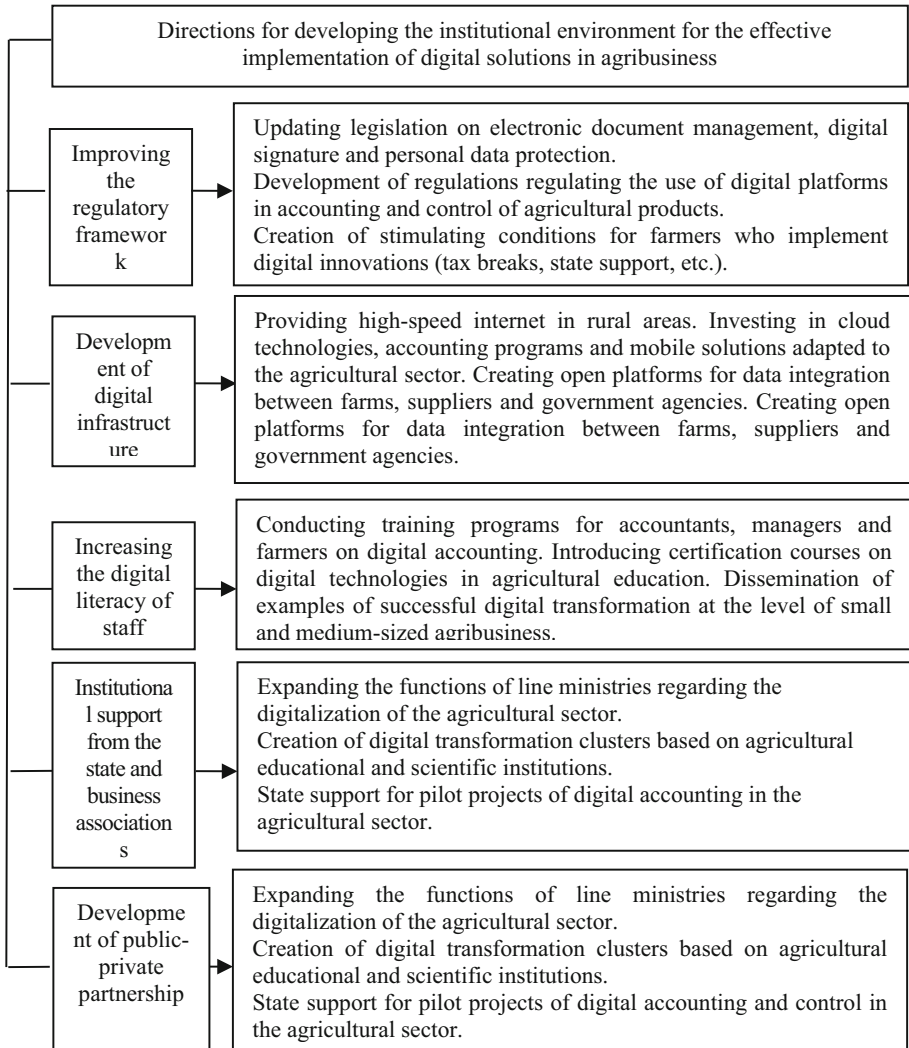 Directions for developing the institutional environment for the effective
implementation of digital solutions in agribusiness
Improving
the
regulatory
framewor
k
Updating legislation on electronic document management, digital
signature and personal data protection.
Development of regulations regulating the use of digital platforms
in accounting and control of agricultural products.
Creation of stimulating conditions for farmers who implement
digital innovations (tax breaks, state support, etc.).
Developm
ent of
digital
infrastruct
ure
Providing high-speed internet in rural areas. Investing in cloud
technologies, accounting programs and mobile solutions adapted to
the agricultural sector. Creating open platforms for data integration
between farms, suppliers and government agencies. Creating open
platforms for data integration between farms, suppliers and
government agencies.
Increasing
the digital
literacy of
staff
Conducting training programs for accountants, managers and
farmers on digital accounting. Introducing certification courses on
digital technologies in agricultural education. Dissemination of
examples of successful digital transformation at the level of small
and medium-sized agribusiness.
Institutiona
l support
from the
state and
business
association
s
Expanding the functions of line ministries regarding the
digitalization of the agricultural sector.
Creation of digital transformation clusters based on agricultural
educational and scientific institutions.
State support for pilot projects of digital accounting in the
agricultural sector.
Developme
nt of public-
private
partnership
Expanding the functions of line ministries regarding the
digitalization of the agricultural sector.
Creation of digital transformation clusters based on agricultural
educational and scientific institutions.
State support for pilot projects of digital accounting and control in
the agricultural sector.